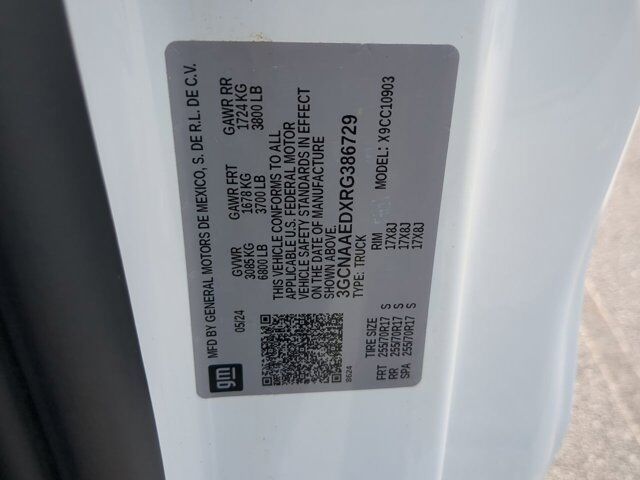 MFD BY GENERAL MOTORS DE MEXICO, S. DE R.L. DE C.V.
05/24 GVWR GAWR FRT GAWR RR
3085 KG 1678 KG 1724 KG
6800 LB 3700 LB 3800 LB
gm
THIS VEHICLE CONFORMS TO ALL
APPLICABLE U.S. FEDERAL MOTOR
VEHICLE SAFETY STANDARDS IN EFFECT
ON THE DATE OF MANUFACTURE
SHOWN ABOVE.
3GCNAAEDXRG386729
TYPE: TRUCK MODEL: X9CC10903
8624
TIRE SIZE RIM
FRT 255/70R17 S 17X8J
RR 255/70R17 S 17X8J
SPA 255/70R17 S 17X8J